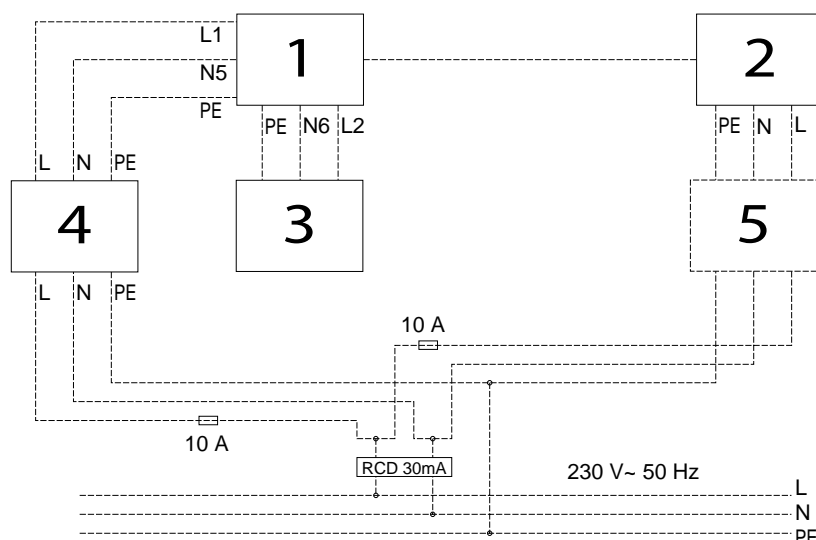 L1
1
2
N5
PE
PE N6 L2
PE N L
L N PE
4
3
5
L N PE
10 A
10 A
RCD 30mA
230 V~ 50 Hz
L
N
PE